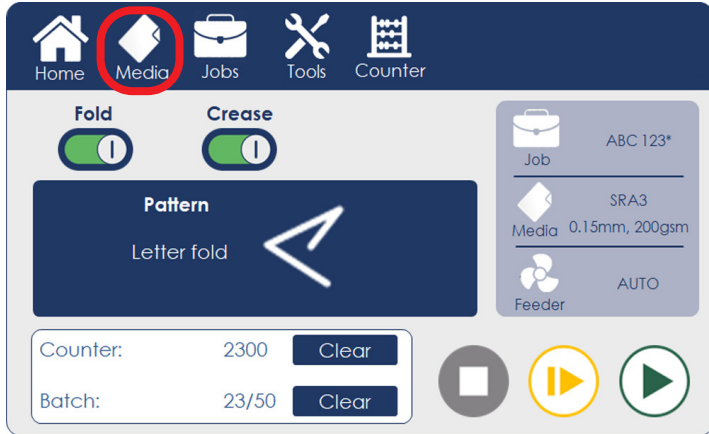 Home Media Jobs Tools Counter
Fold Crease
Pattern
Letter fold
Job ABC 123*
Media SRA3
0.15mm, 200gsm
Feeder AUTO
Counter: 2300 Clear
Batch: 23/50 Clear